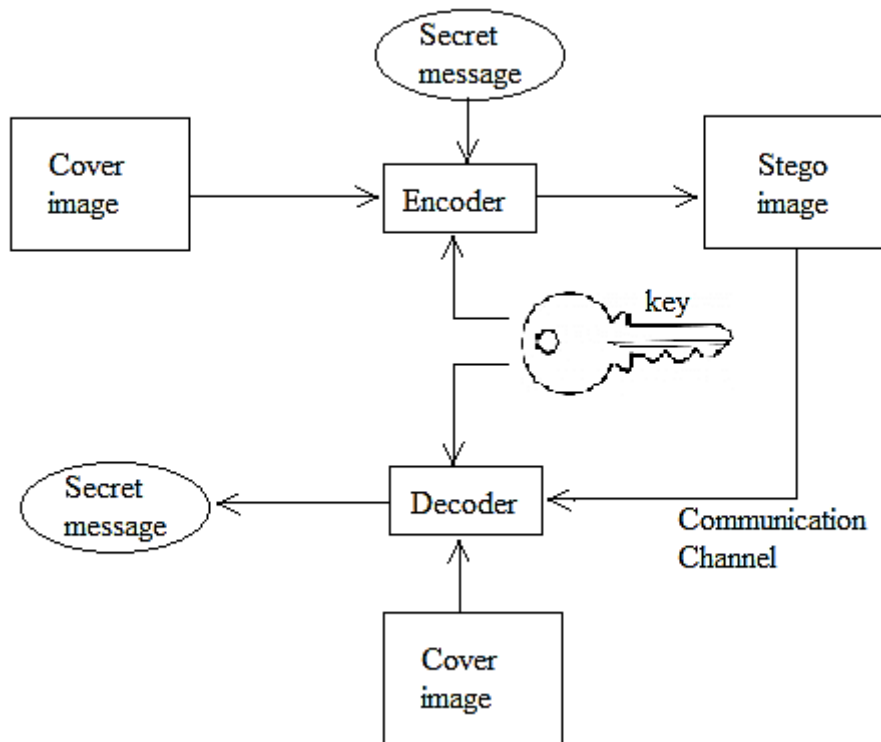 Secret
message
Cover
image
Encoder
Stego
image
key
Secret
message
Decoder
Communication
Channel
Cover
image